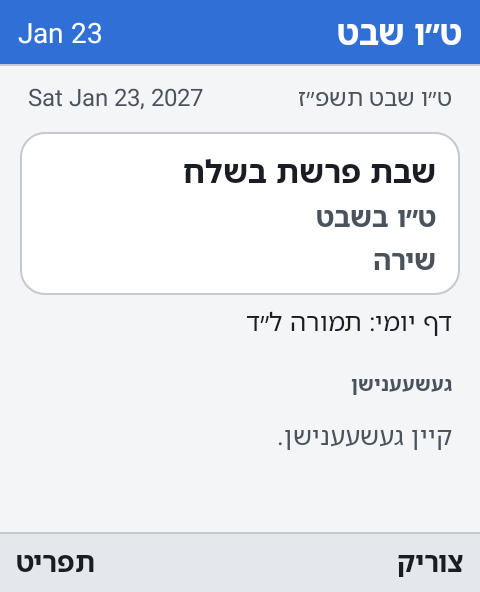 ט״ו שבט Jan 23
ט״ו שבט תשפ״ז Sat Jan 23, 2027
שבת פרשת בשלח
ט״ו בשבט
שירה
דף יומי: תמורה ל״ד
געשעענישן
קיין געשעענישן.
צוריק תפריט